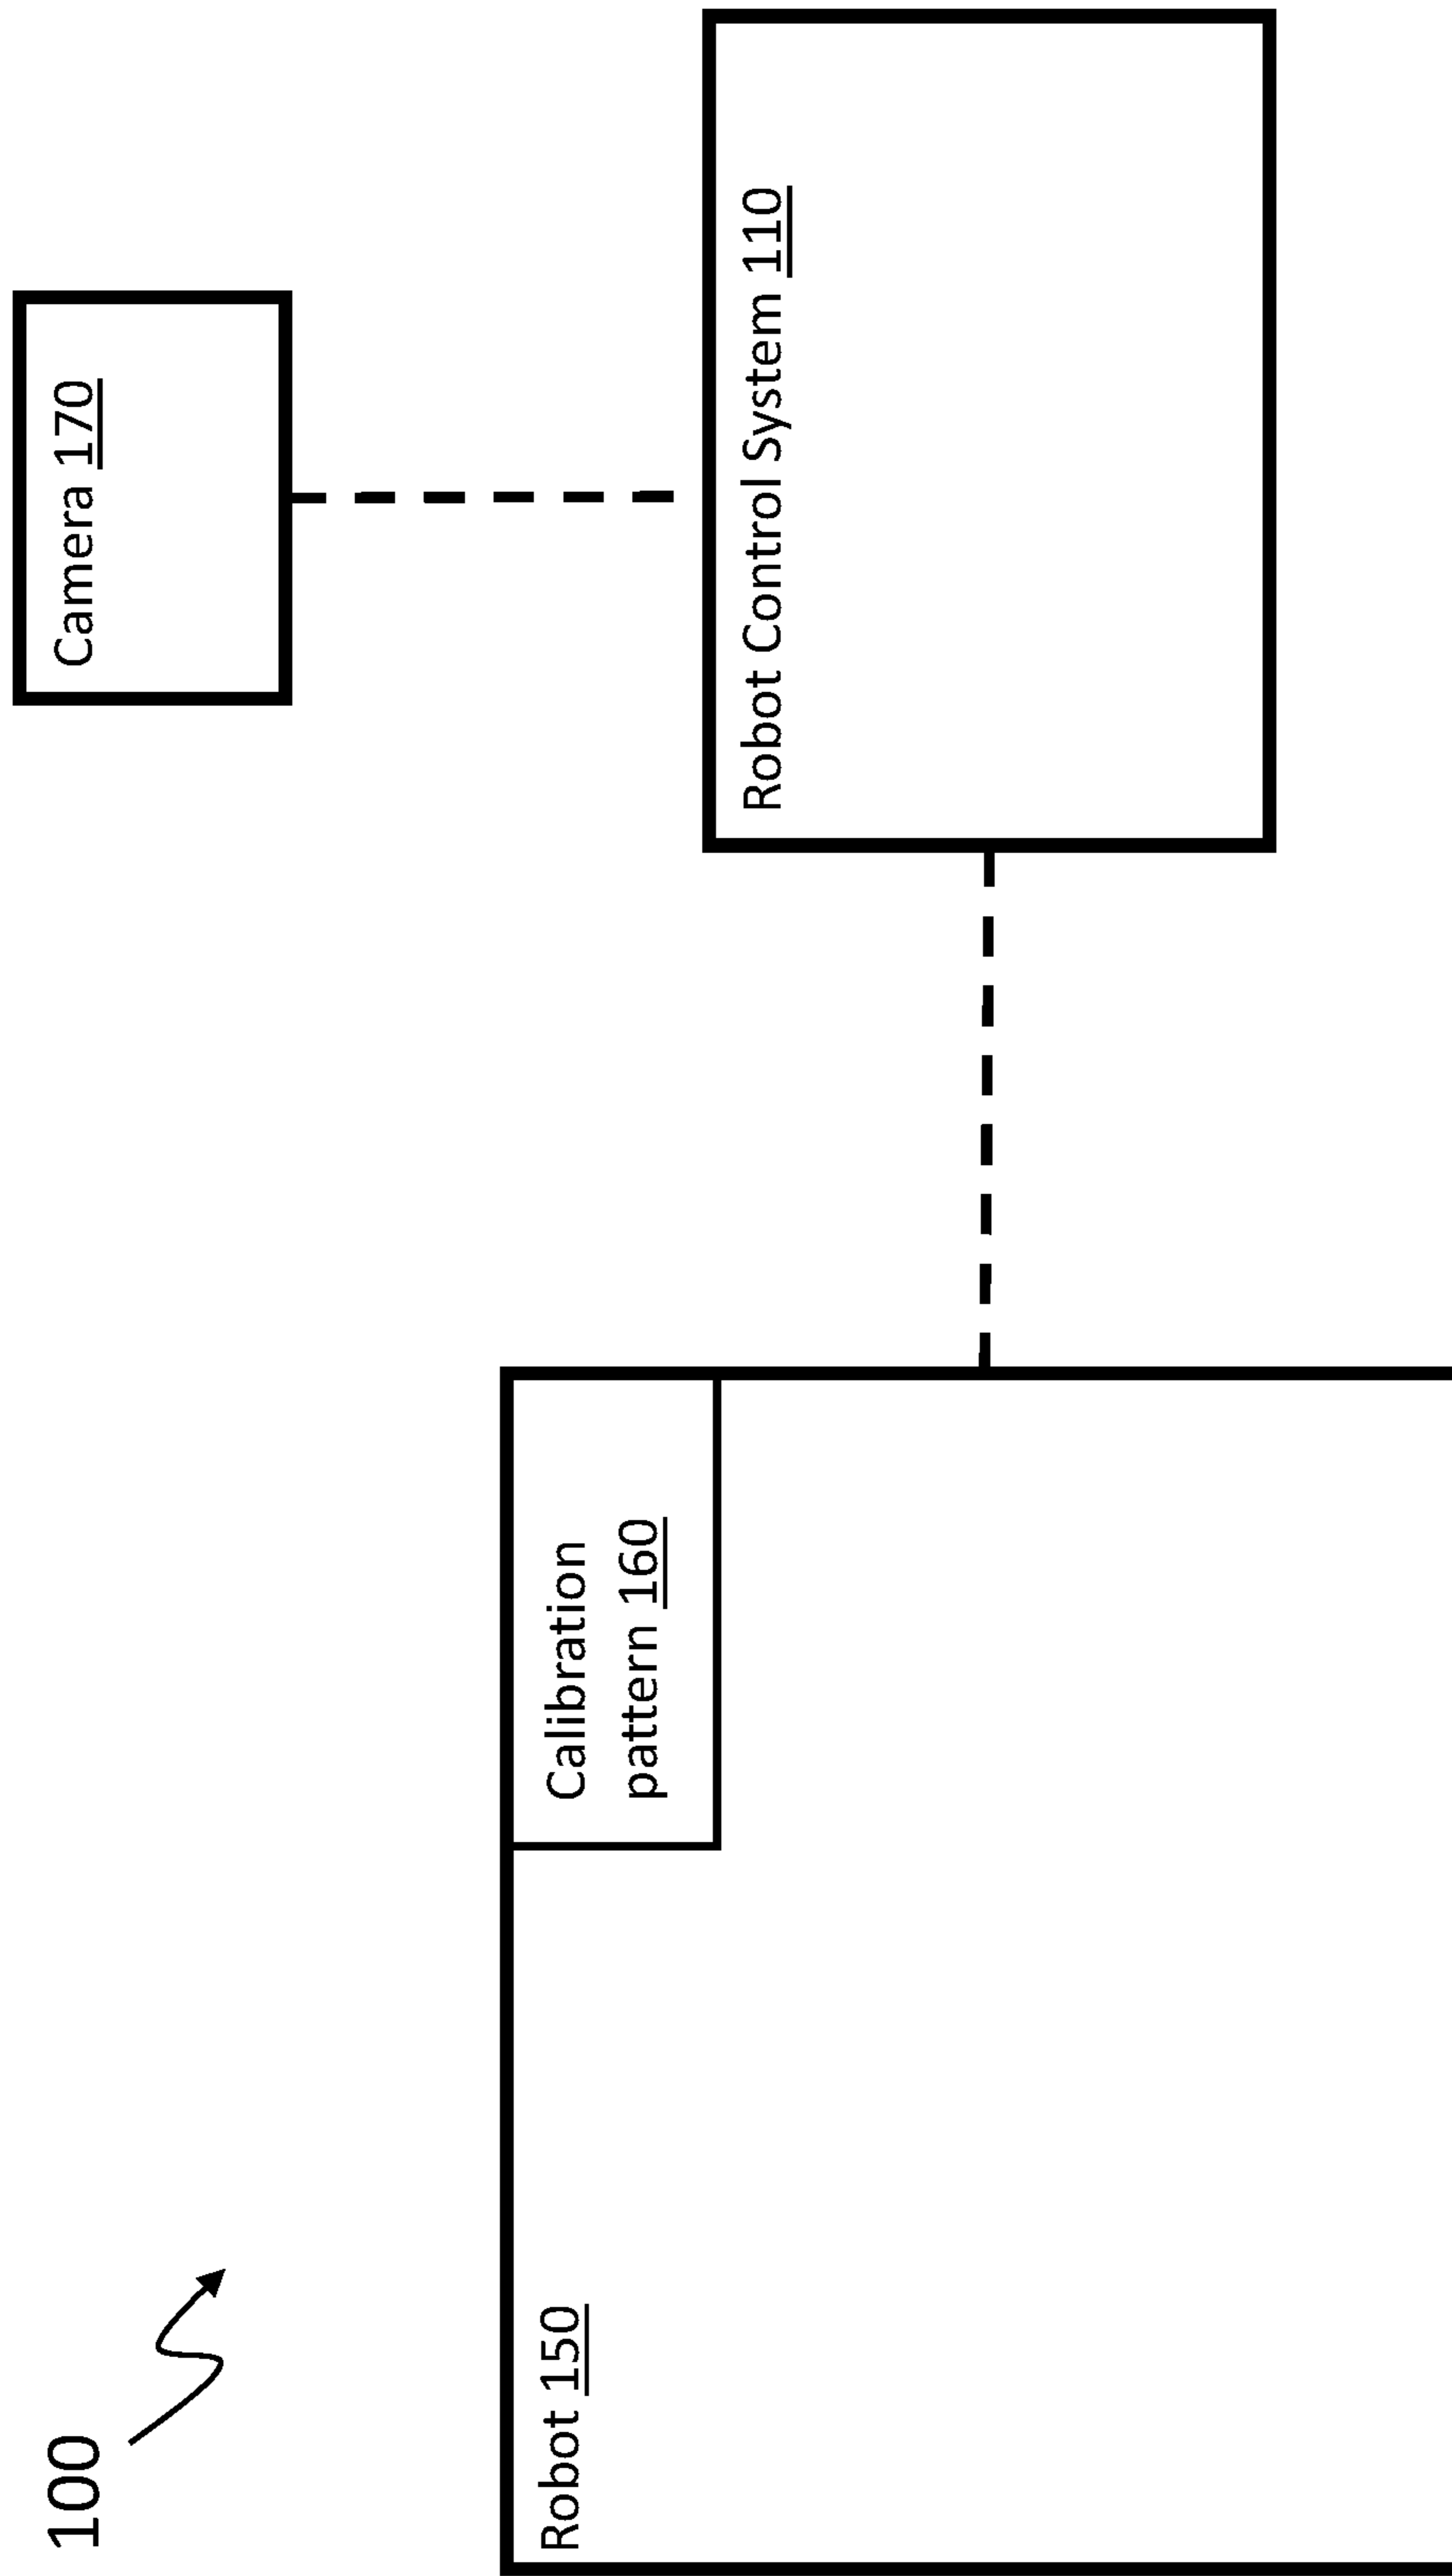 100
Camera 170
Robot 150
Calibration
pattern 160
Robot Control System 110